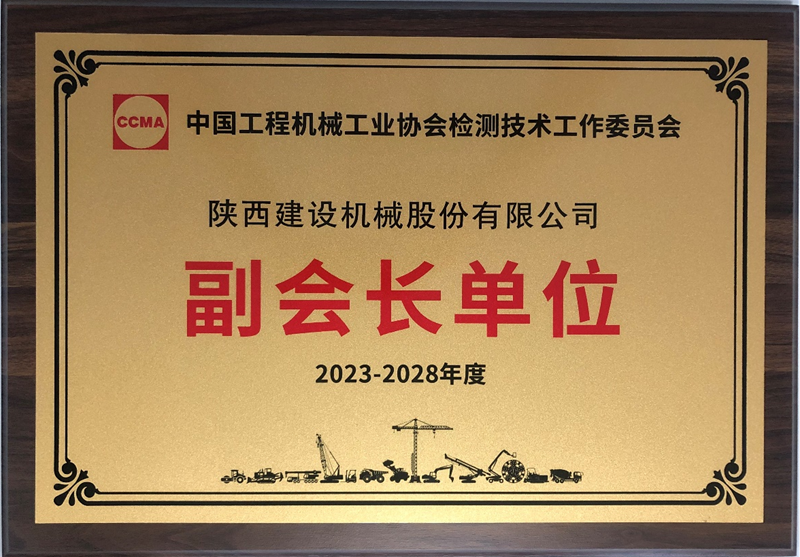 CCMA 中国工程机械工业协会检测技术工作委员会
陕西建设机械股份有限公司
副会长单位
2023-2028年度